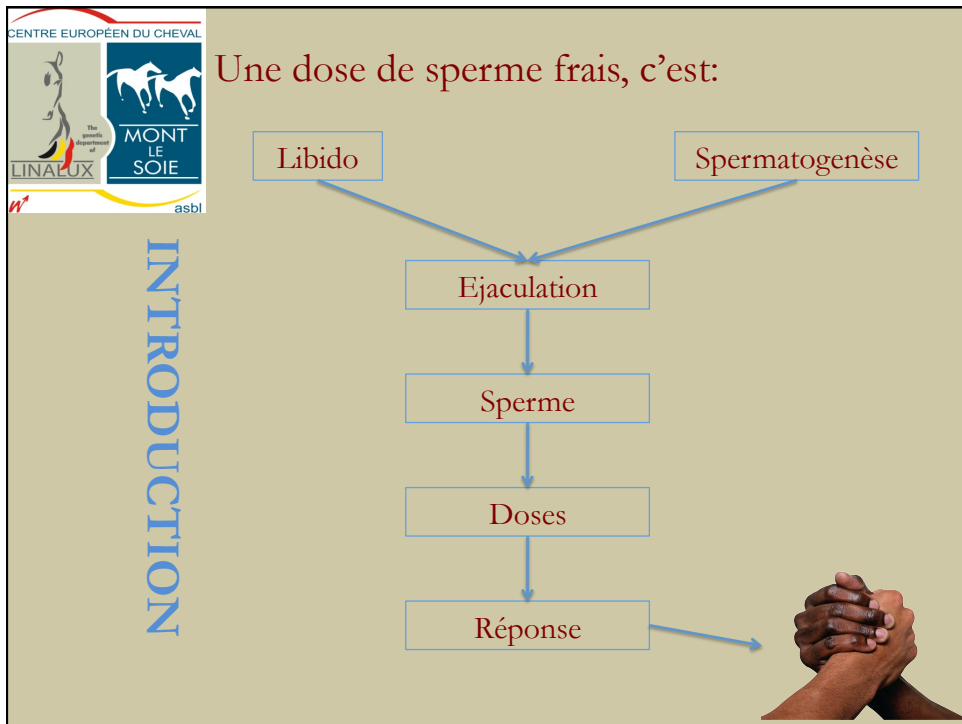 CENTRE EUROPÉEN DU CHEVAL
The
genetic
department
of
LINALUX
MONT
LE
SOIE
asbl
Une dose de sperme frais, c’est:
INTRODUCTION
Libido
Spermatogenèse
Ejaculation
Sperme
Doses
Réponse